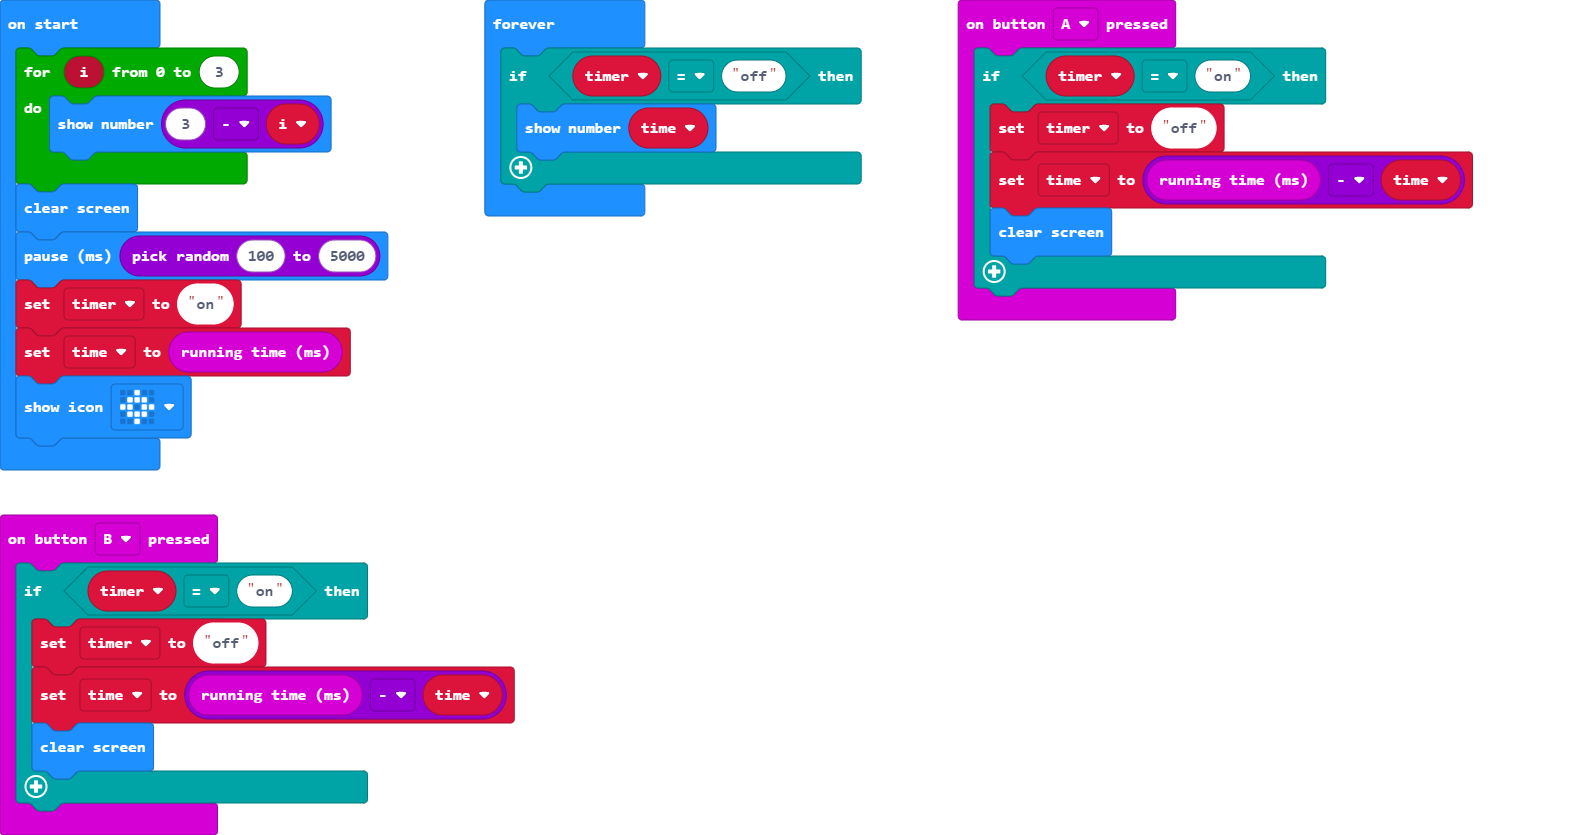 on start
for i from 0 to 3
do
show number 3 - i
clear screen
pause (ms) pick random 100 to 5000
set timer to "on"
set time to running time (ms)
show icon
forever
if timer = "off" then
show number time
on button A pressed
if timer = "on" then
set timer to "off"
set time to running time (ms) - time
clear screen
on button B pressed
if timer = "on" then
set timer to "off"
set time to running time (ms) - time
clear screen